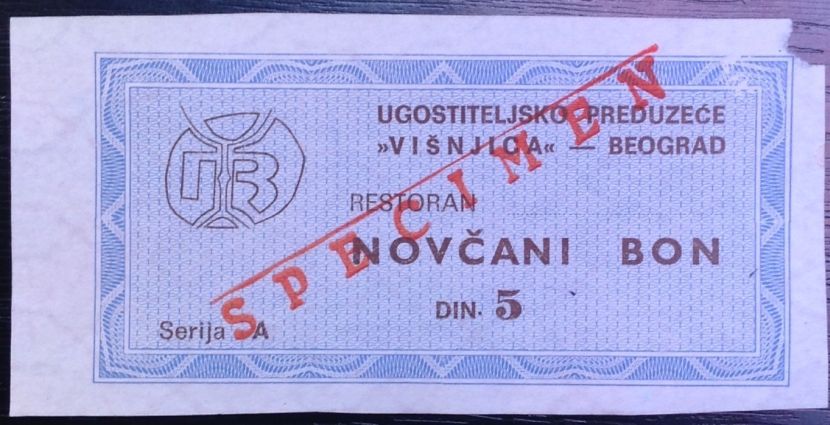 UGOSTITELJSKO PREDUZEĆE
»VIŠNJICA« — BEOGRAD
RESTORAN
NOVČANI BON
DIN. 5
Serija A
SPECIMEN